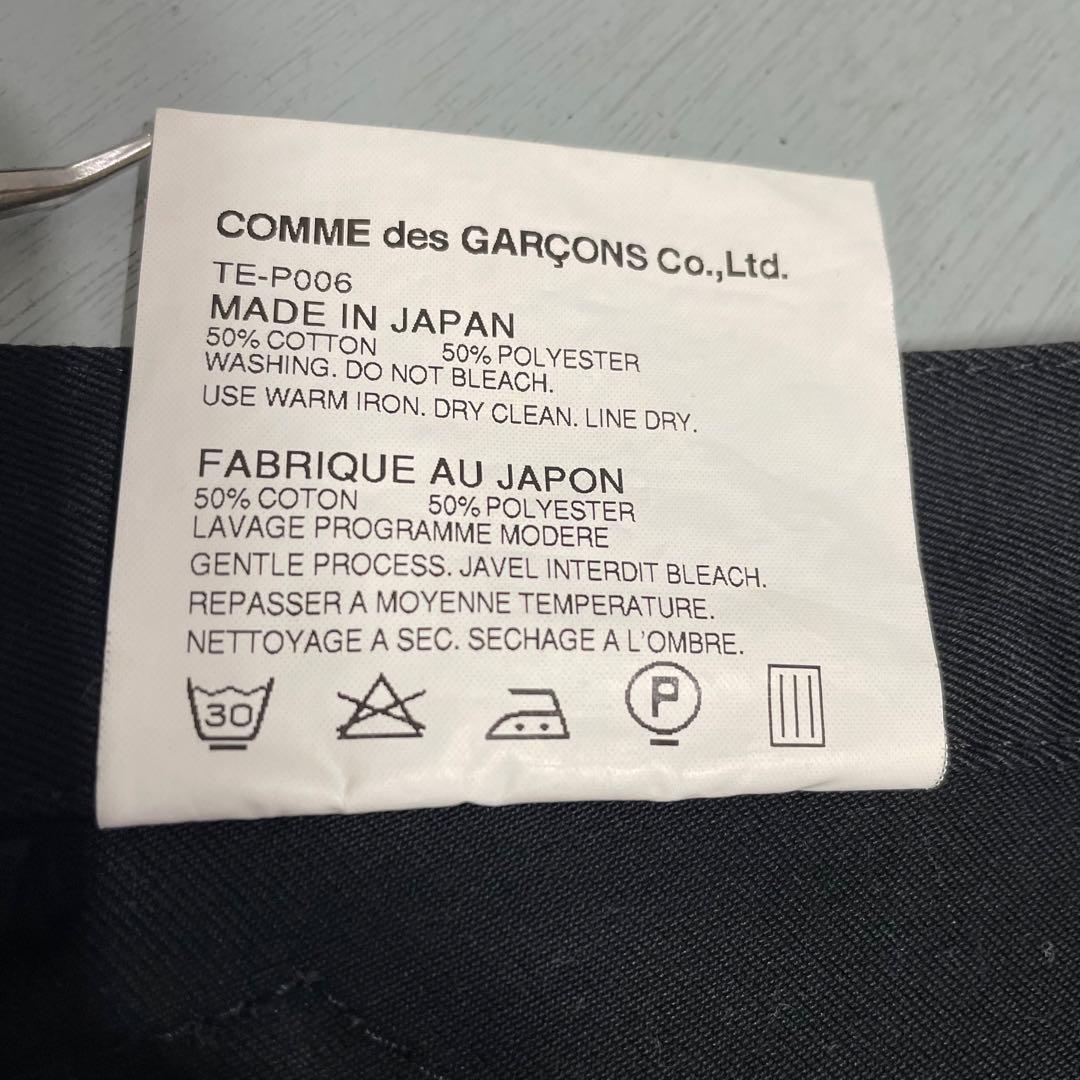 COMME des GARÇONS Co.,Ltd.
TE-P006
MADE IN JAPAN
50% COTTON 50% POLYESTER
WASHING. DO NOT BLEACH.
USE WARM IRON. DRY CLEAN. LINE DRY.
FABRIQUE AU JAPON
50% COTON 50% POLYESTER
LAVAGE PROGRAMME MODERE
GENTLE PROCESS. JAVEL INTERDIT BLEACH.
REPASSER A MOYENNE TEMPERATURE.
NETTOYAGE A SEC. SECHAGE A L'OMBRE.
30 P